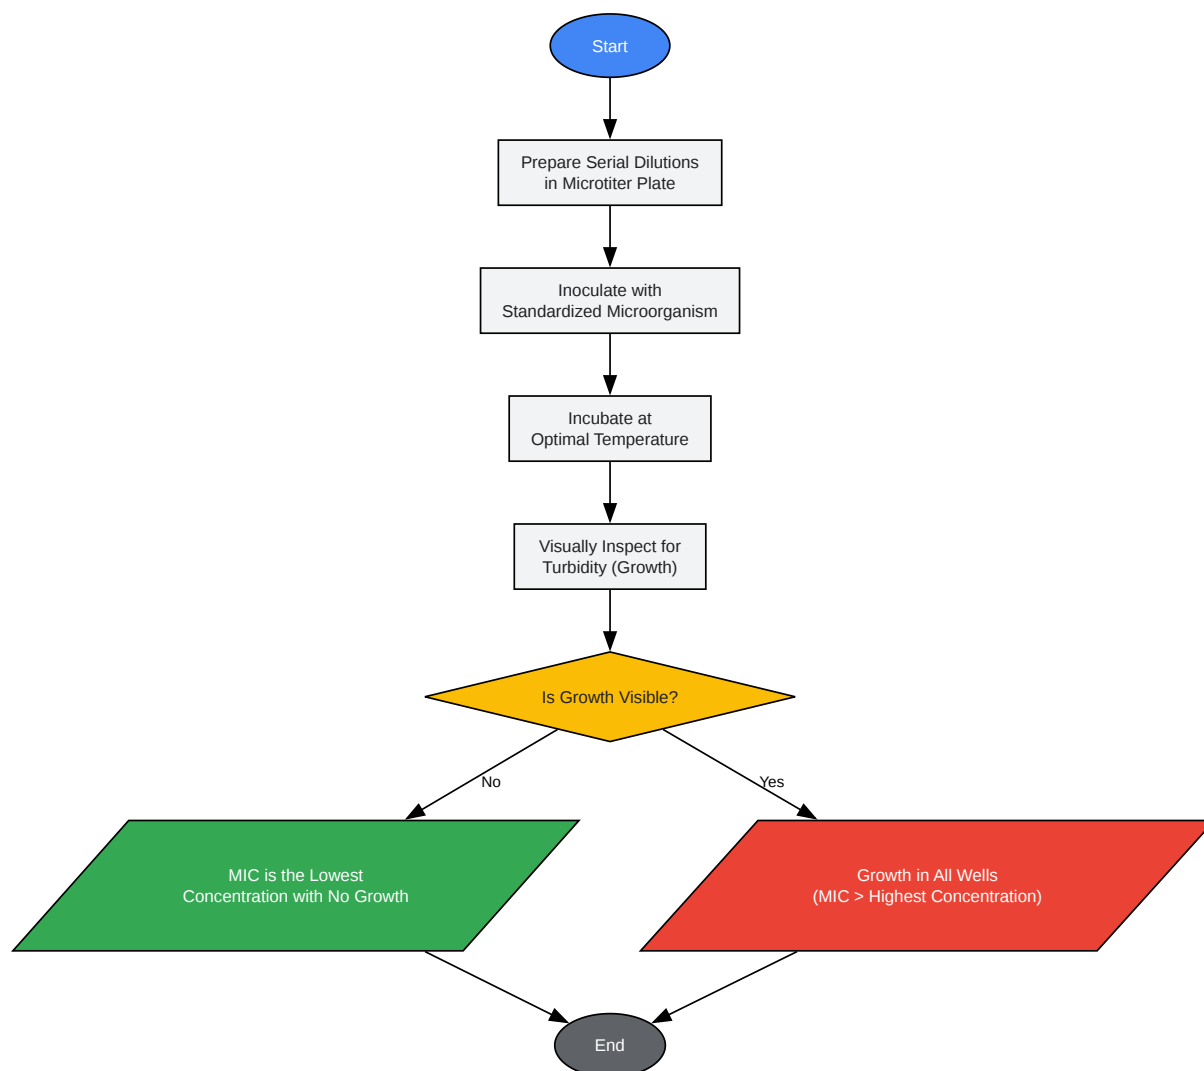 Start
Prepare Serial Dilutions
in Microtiter Plate
Inoculate with
Standardized Microorganism
Incubate at
Optimal Temperature
Visually Inspect for
Turbidity (Growth)
Is Growth Visible?
No
Yes
MIC is the Lowest
Concentration with No Growth
Growth in All Wells
(MIC > Highest Concentration)
End